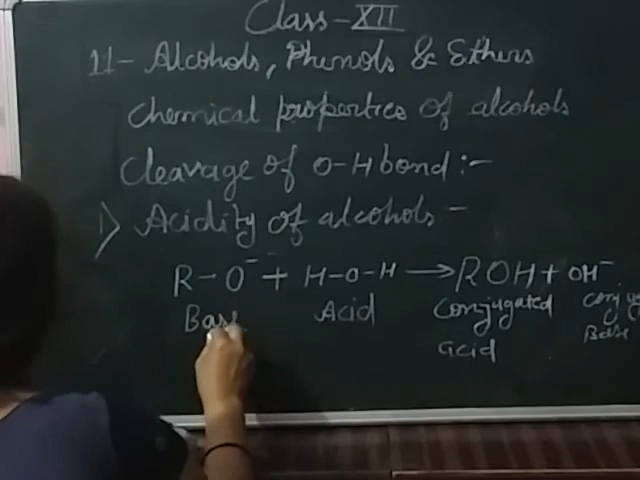 Class-XII
11- Alcohols, Phenols & Ethers
Chemical properties of alcohols
Cleavage of O-H bond:-
1) Acidity of alcohols -
R-O⁻ + H-O-H → ROH + OH⁻
Base Acid Conjugated acid Base